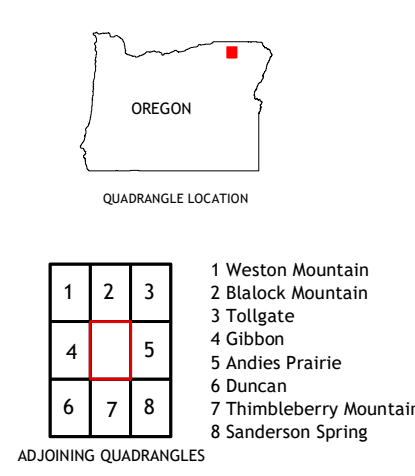 OREGON
QUADRANGLE LOCATION
1 2 3
4 5
6 7 8
ADJOINING QUADRANGLES
1 Weston Mountain
2 Blalock Mountain
3 Tollgate
4 Gibbon
5 Andies Prairie
6 Duncan
7 Thimbleberry Mountain
8 Sanderson Spring